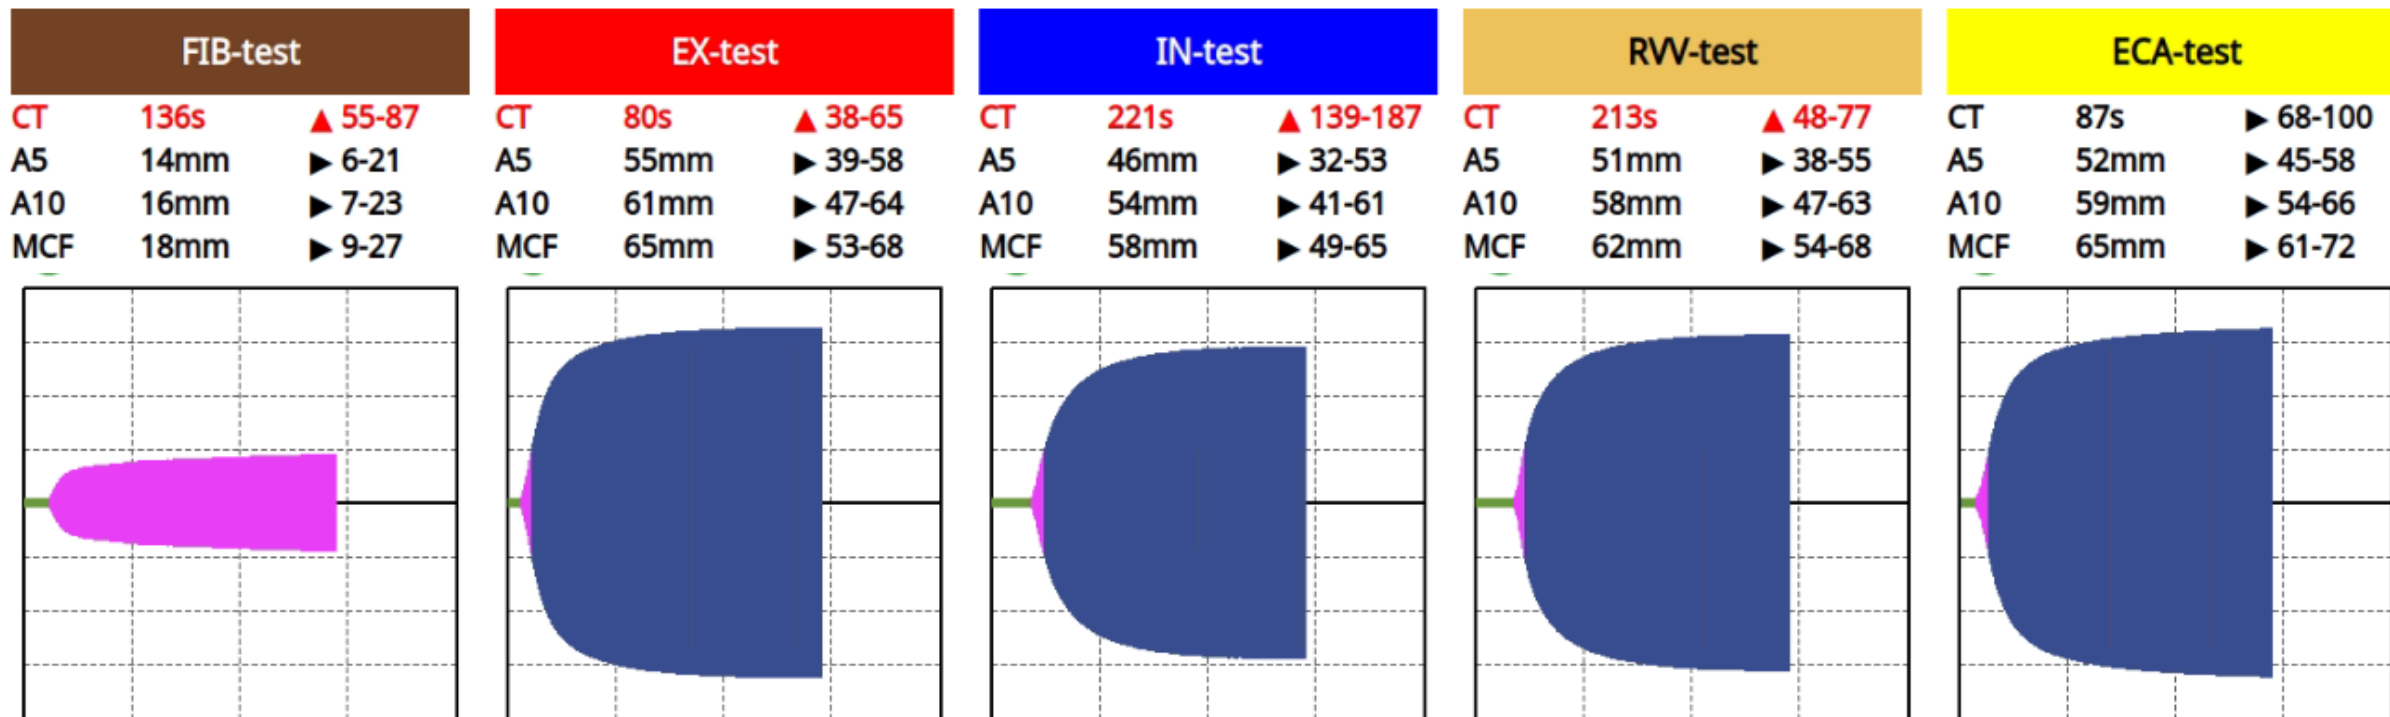 FIB-test EX-test IN-test RVV-test ECA-test
CT 136s ▲ 55-87 CT 80s ▲ 38-65 CT 221s ▲ 139-187 CT 213s ▲ 48-77 CT 87s ▶ 68-100
A5 14mm ▶ 6-21 A5 55mm ▶ 39-58 A5 46mm ▶ 32-53 A5 51mm ▶ 38-55 A5 52mm ▶ 45-58
A10 16mm ▶ 7-23 A10 61mm ▶ 47-64 A10 54mm ▶ 41-61 A10 58mm ▶ 47-63 A10 59mm ▶ 54-66
MCF 18mm ▶ 9-27 MCF 65mm ▶ 53-68 MCF 58mm ▶ 49-65 MCF 62mm ▶ 54-68 MCF 65mm ▶ 61-72